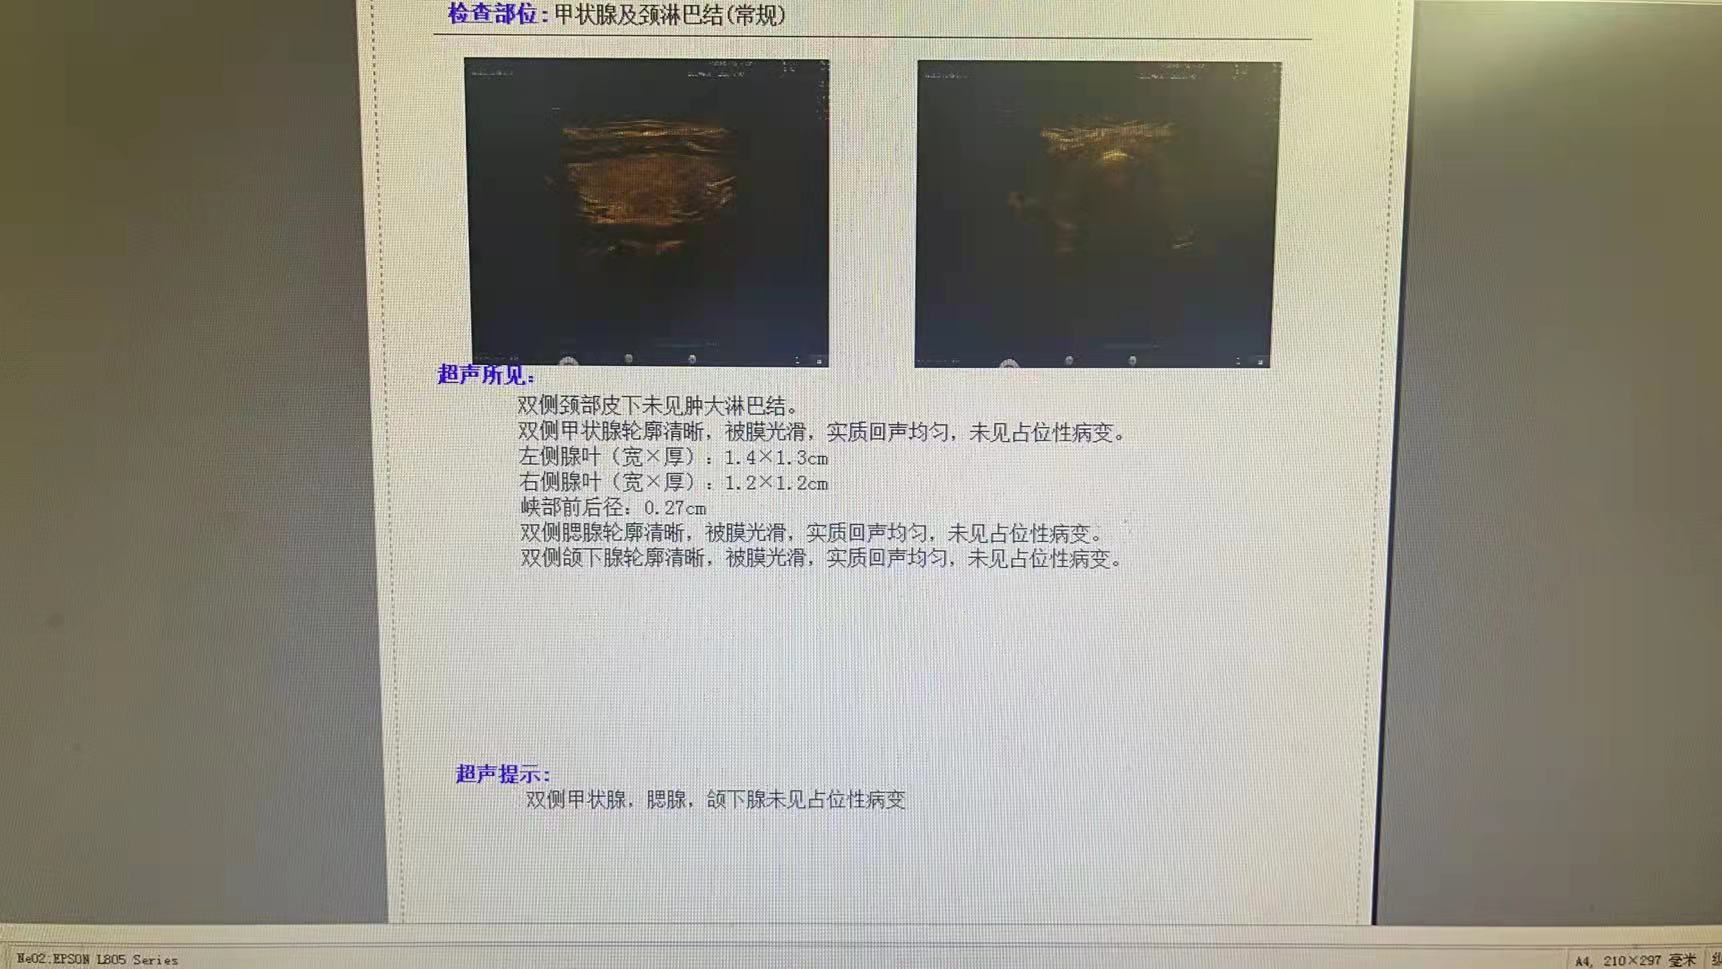 检查部位:甲状腺及颈淋巴结(常规)
超声所见:
双侧颈部皮下未见肿大淋巴结。
双侧甲状腺轮廓清晰，被膜光滑，实质回声均匀，未见占位性病变。
左侧腺叶（宽×厚）: 1.4×1.3cm
右侧腺叶（宽×厚）: 1.2×1.2cm
峡部前后径: 0.27cm
双侧腮腺轮廓清晰，被膜光滑，实质回声均匀，未见占位性病变。
双侧颌下腺轮廓清晰，被膜光滑，实质回声均匀，未见占位性病变。
超声提示:
双侧甲状腺，腮腺，颌下腺未见占位性病变
Ne02:EPSON L805 Series
A4, 210×297 毫米